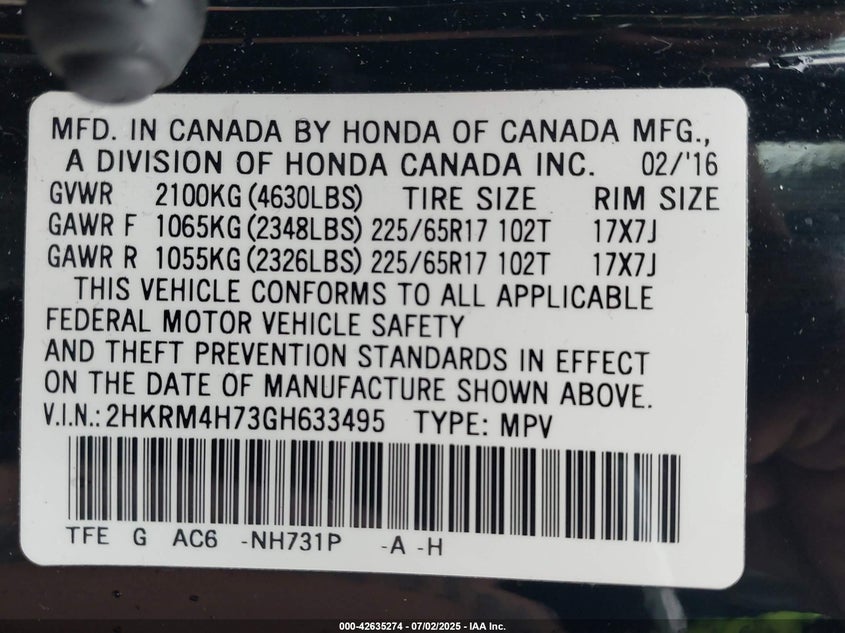 MFD. IN CANADA BY HONDA OF CANADA MFG.,
A DIVISION OF HONDA CANADA INC. 02/'16
GVWR 2100KG (4630LBS) TIRE SIZE RIM SIZE
GAWR F 1065KG (2348LBS) 225/65R17 102T 17X7J
GAWR R 1055KG (2326LBS) 225/65R17 102T 17X7J
THIS VEHICLE CONFORMS TO ALL APPLICABLE
FEDERAL MOTOR VEHICLE SAFETY
AND THEFT PREVENTION STANDARDS IN EFFECT
ON THE DATE OF MANUFACTURE SHOWN ABOVE.
V.I.N.: 2HKRM4H73GH633495 TYPE: MPV
TFE G AC6 -NH731P -A -H
000-42635274 - 07/02/2025 - IAA Inc.